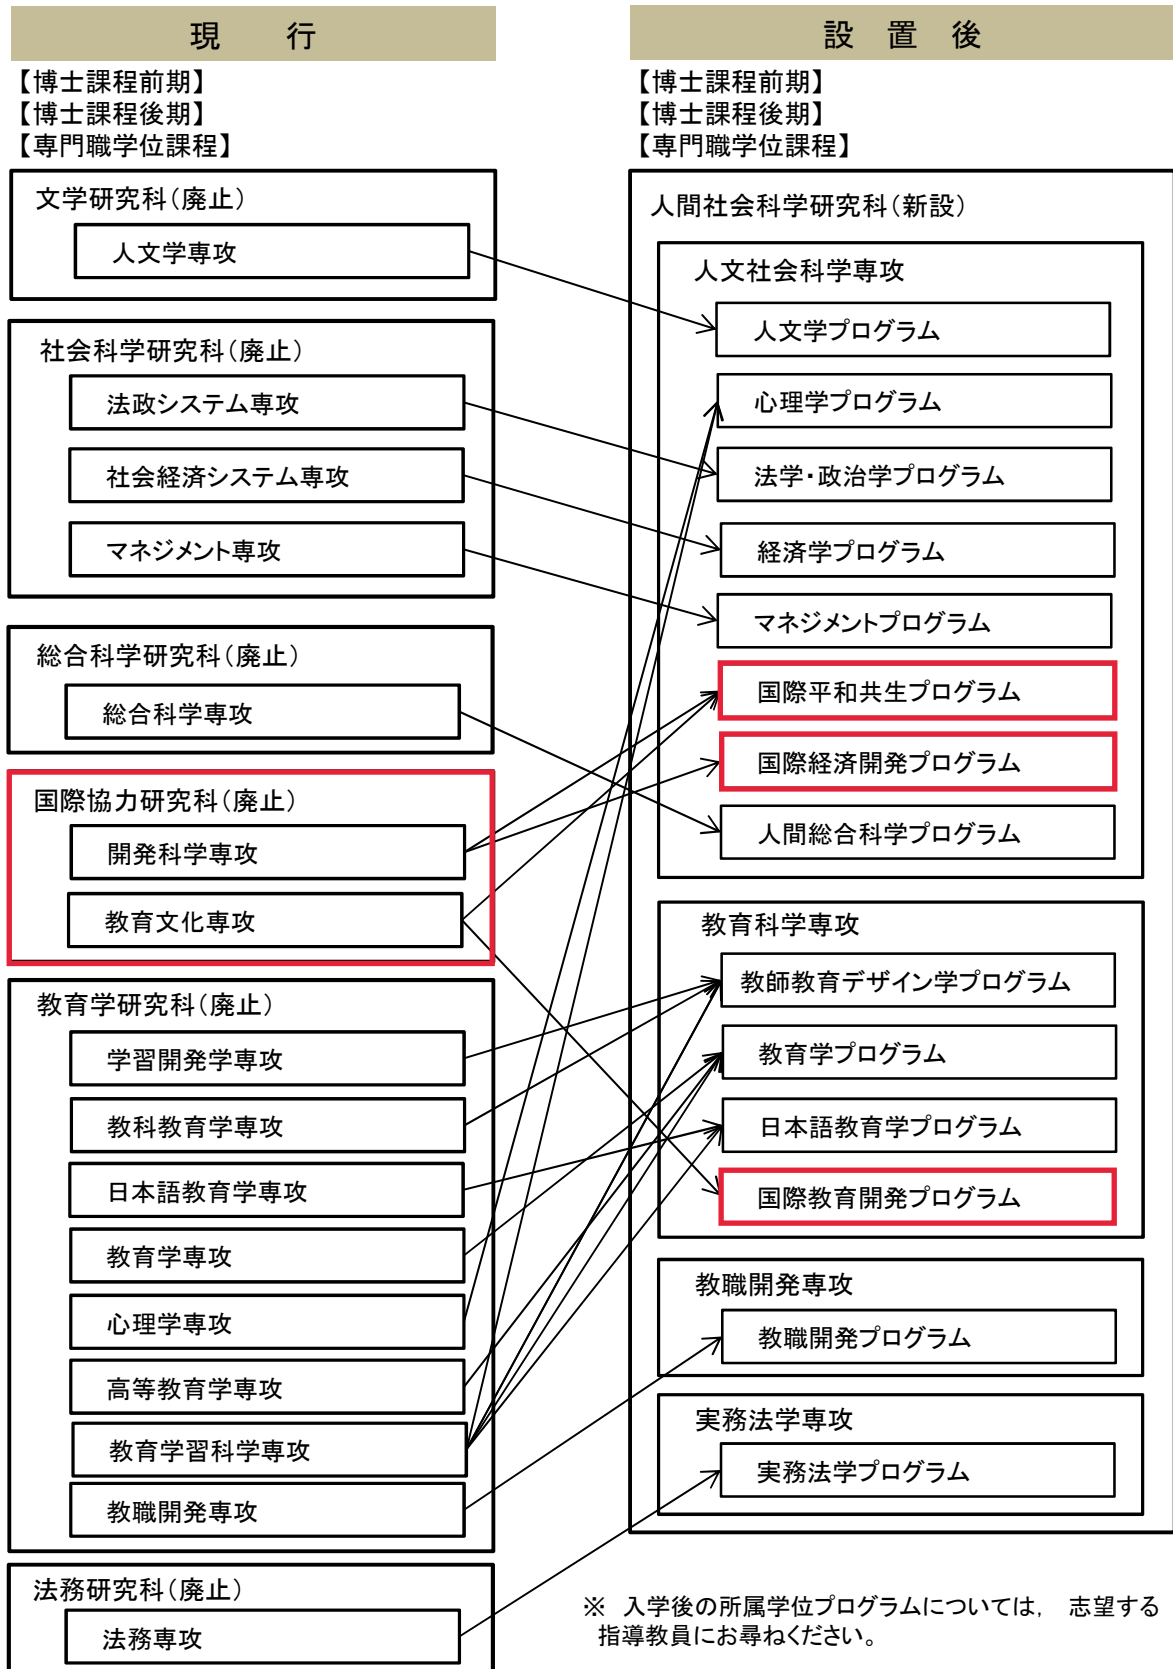 現　行
【博士課程前期】
【博士課程後期】
【専門職学位課程】
文学研究科（廃止）
人文学専攻
社会科学研究科（廃止）
法政システム専攻
社会経済システム専攻
マネジメント専攻
総合科学研究科（廃止）
総合科学専攻
国際協力研究科（廃止）
開発科学専攻
教育文化専攻
教育学研究科（廃止）
学習開発学専攻
教科教育学専攻
日本語教育学専攻
教育学専攻
心理学専攻
高等教育学専攻
教育学習科学専攻
教職開発専攻
法務研究科（廃止）
法務専攻
設 置 後
【博士課程前期】
【博士課程後期】
【専門職学位課程】
人間社会科学研究科（新設）
人文社会科学専攻
人文学プログラム
心理学プログラム
法学・政治学プログラム
経済学プログラム
マネジメントプログラム
国際平和共生プログラム
国際経済開発プログラム
人間総合科学プログラム
教育科学専攻
教師教育デザイン学プログラム
教育学プログラム
日本語教育学プログラム
国際教育開発プログラム
教職開発専攻
教職開発プログラム
実務法学専攻
実務法学プログラム
※　入学後の所属学位プログラムについては，　志望する
指導教員にお尋ねください。